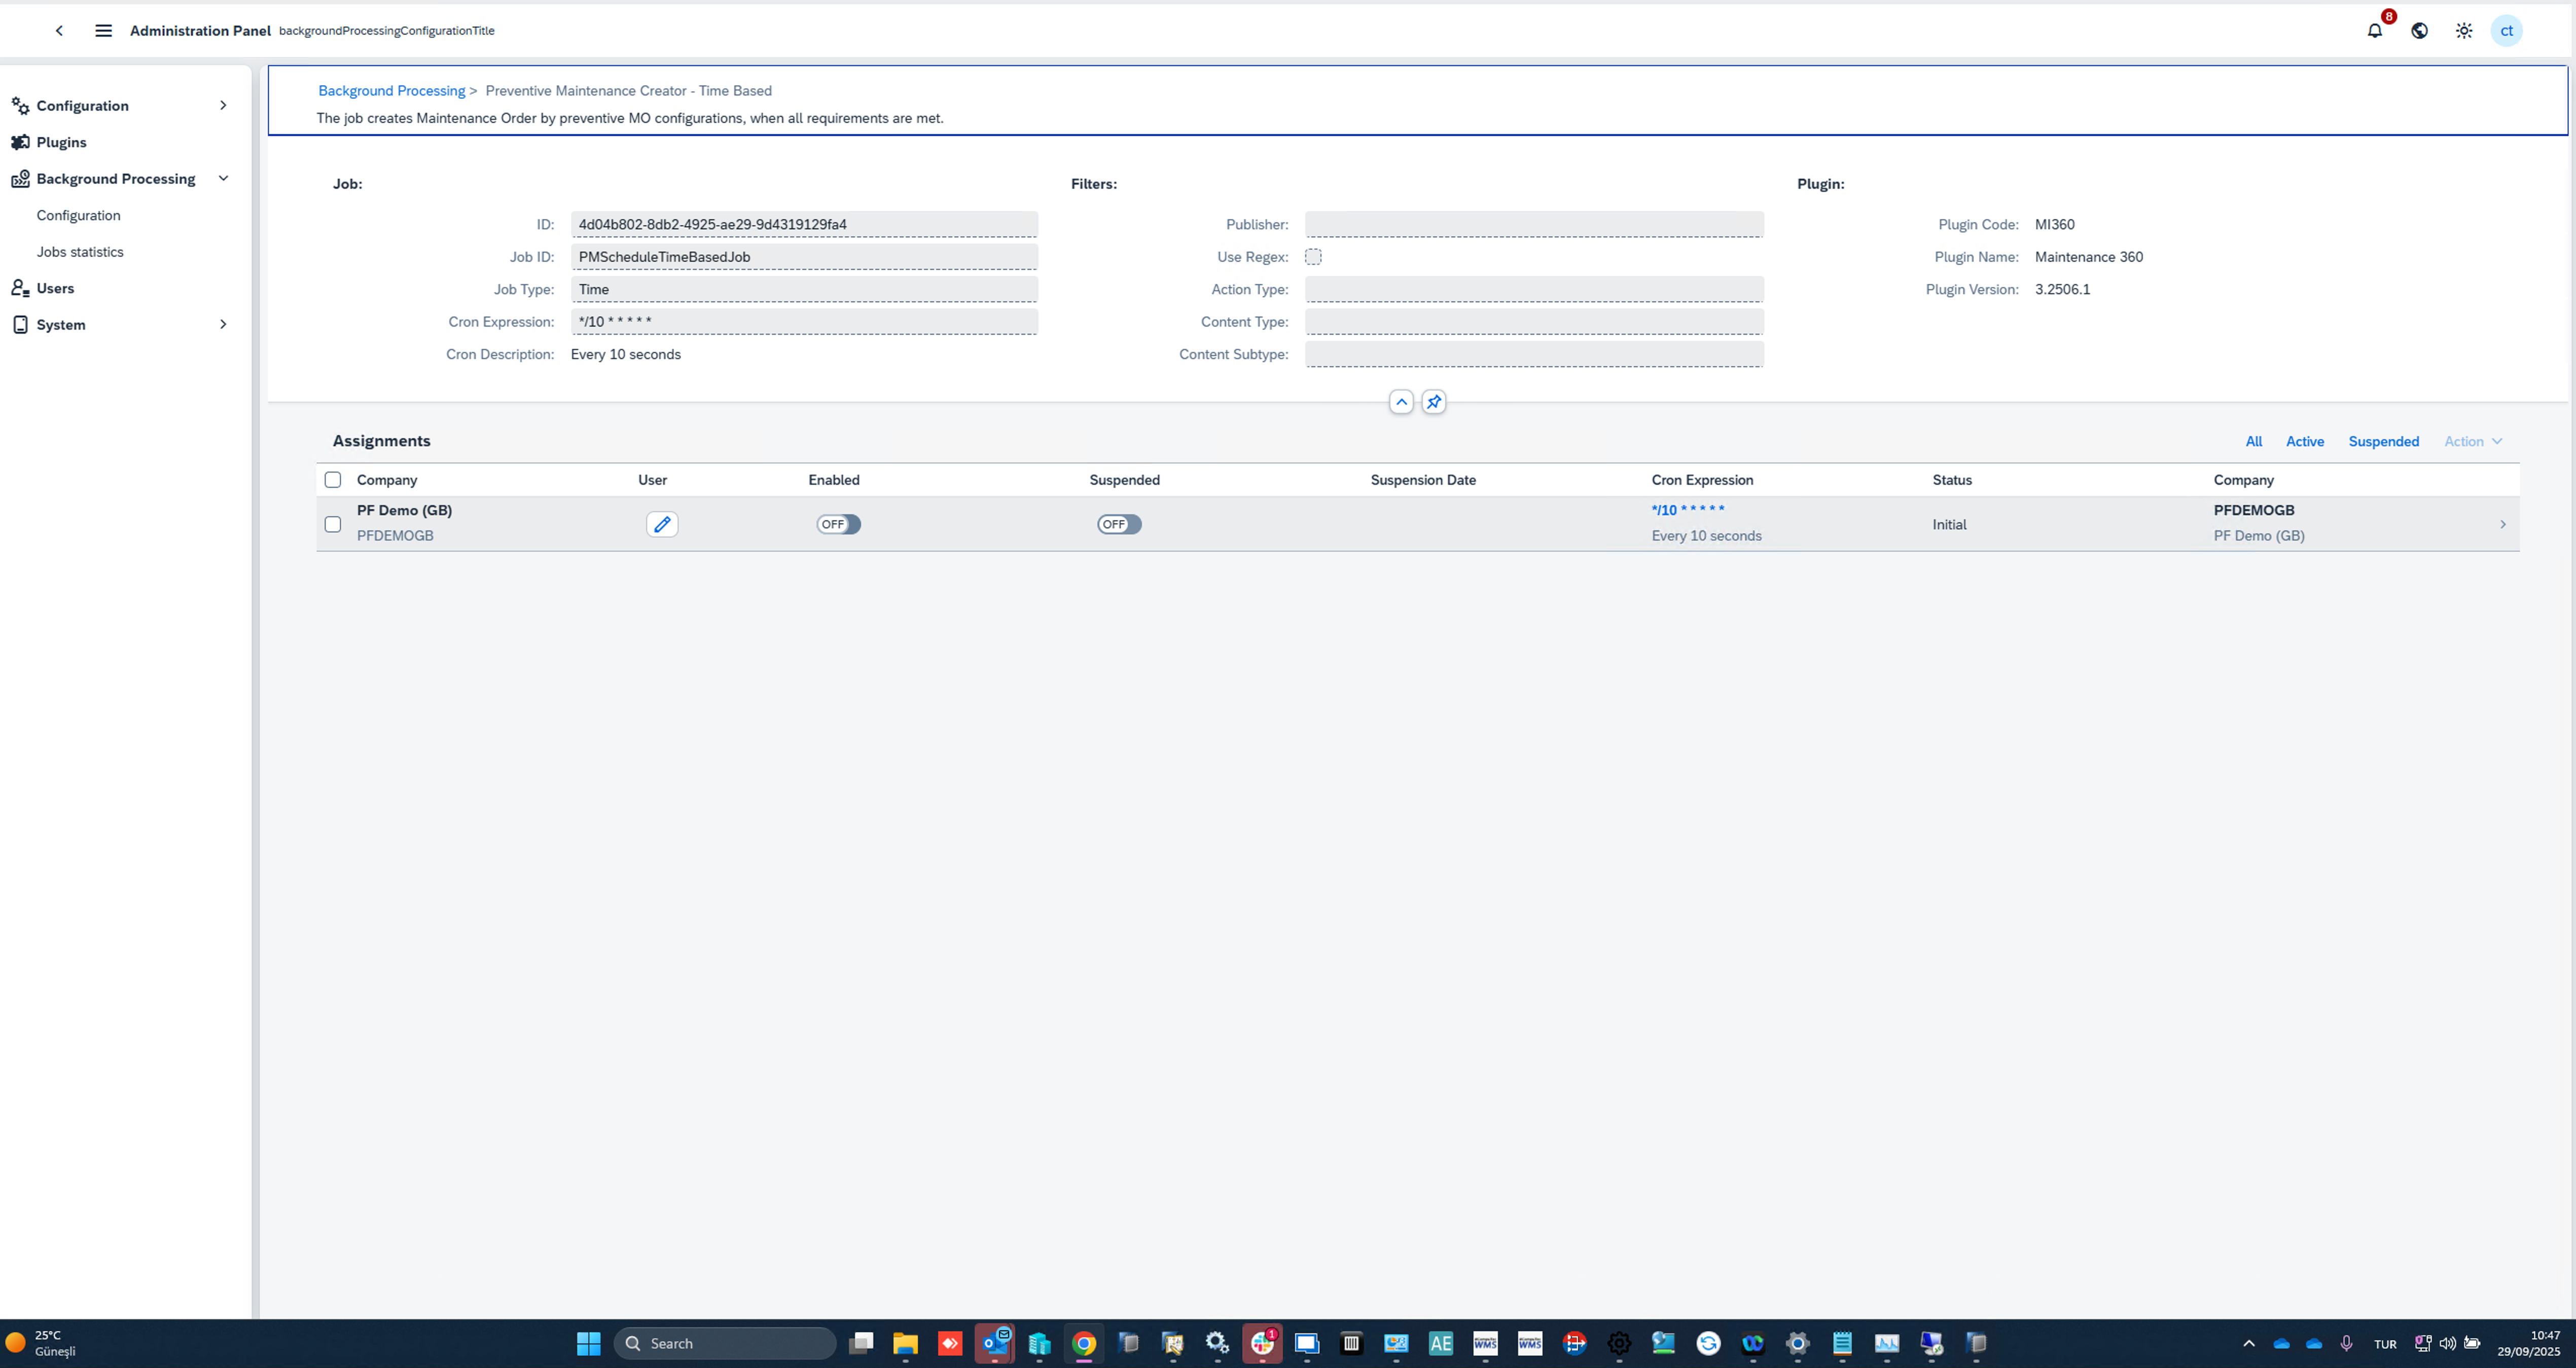 Administration Panel backgroundProcessingConfigurationTitle
8
ct
Configuration
Plugins
Background Processing
Configuration
Jobs statistics
Users
System
Background Processing > Preventive Maintenance Creator - Time Based
The job creates Maintenance Order by preventive MO configurations, when all requirements are met.
Job:
ID: 4d04b802-8db2-4925-ae29-9d4319129fa4
Job ID: PMScheduleTimeBasedJob
Job Type: Time
Cron Expression: */10 * * * * *
Cron Description: Every 10 seconds
Filters:
Publisher:
Use Regex:
Action Type:
Content Type:
Content Subtype:
Plugin:
Plugin Code: MI360
Plugin Name: Maintenance 360
Plugin Version: 3.2506.1
Assignments
All Active Suspended Action
Company User Enabled Suspended Suspension Date Cron Expression Status Company
PF Demo (GB) */10 * * * * * PFDEMOGB
OFF OFF Initial
PFDEMOGB Every 10 seconds PF Demo (GB)
25°C
Güneşli
Search
1
AE
WMS
WMS
TUR
10:47
29/09/2025